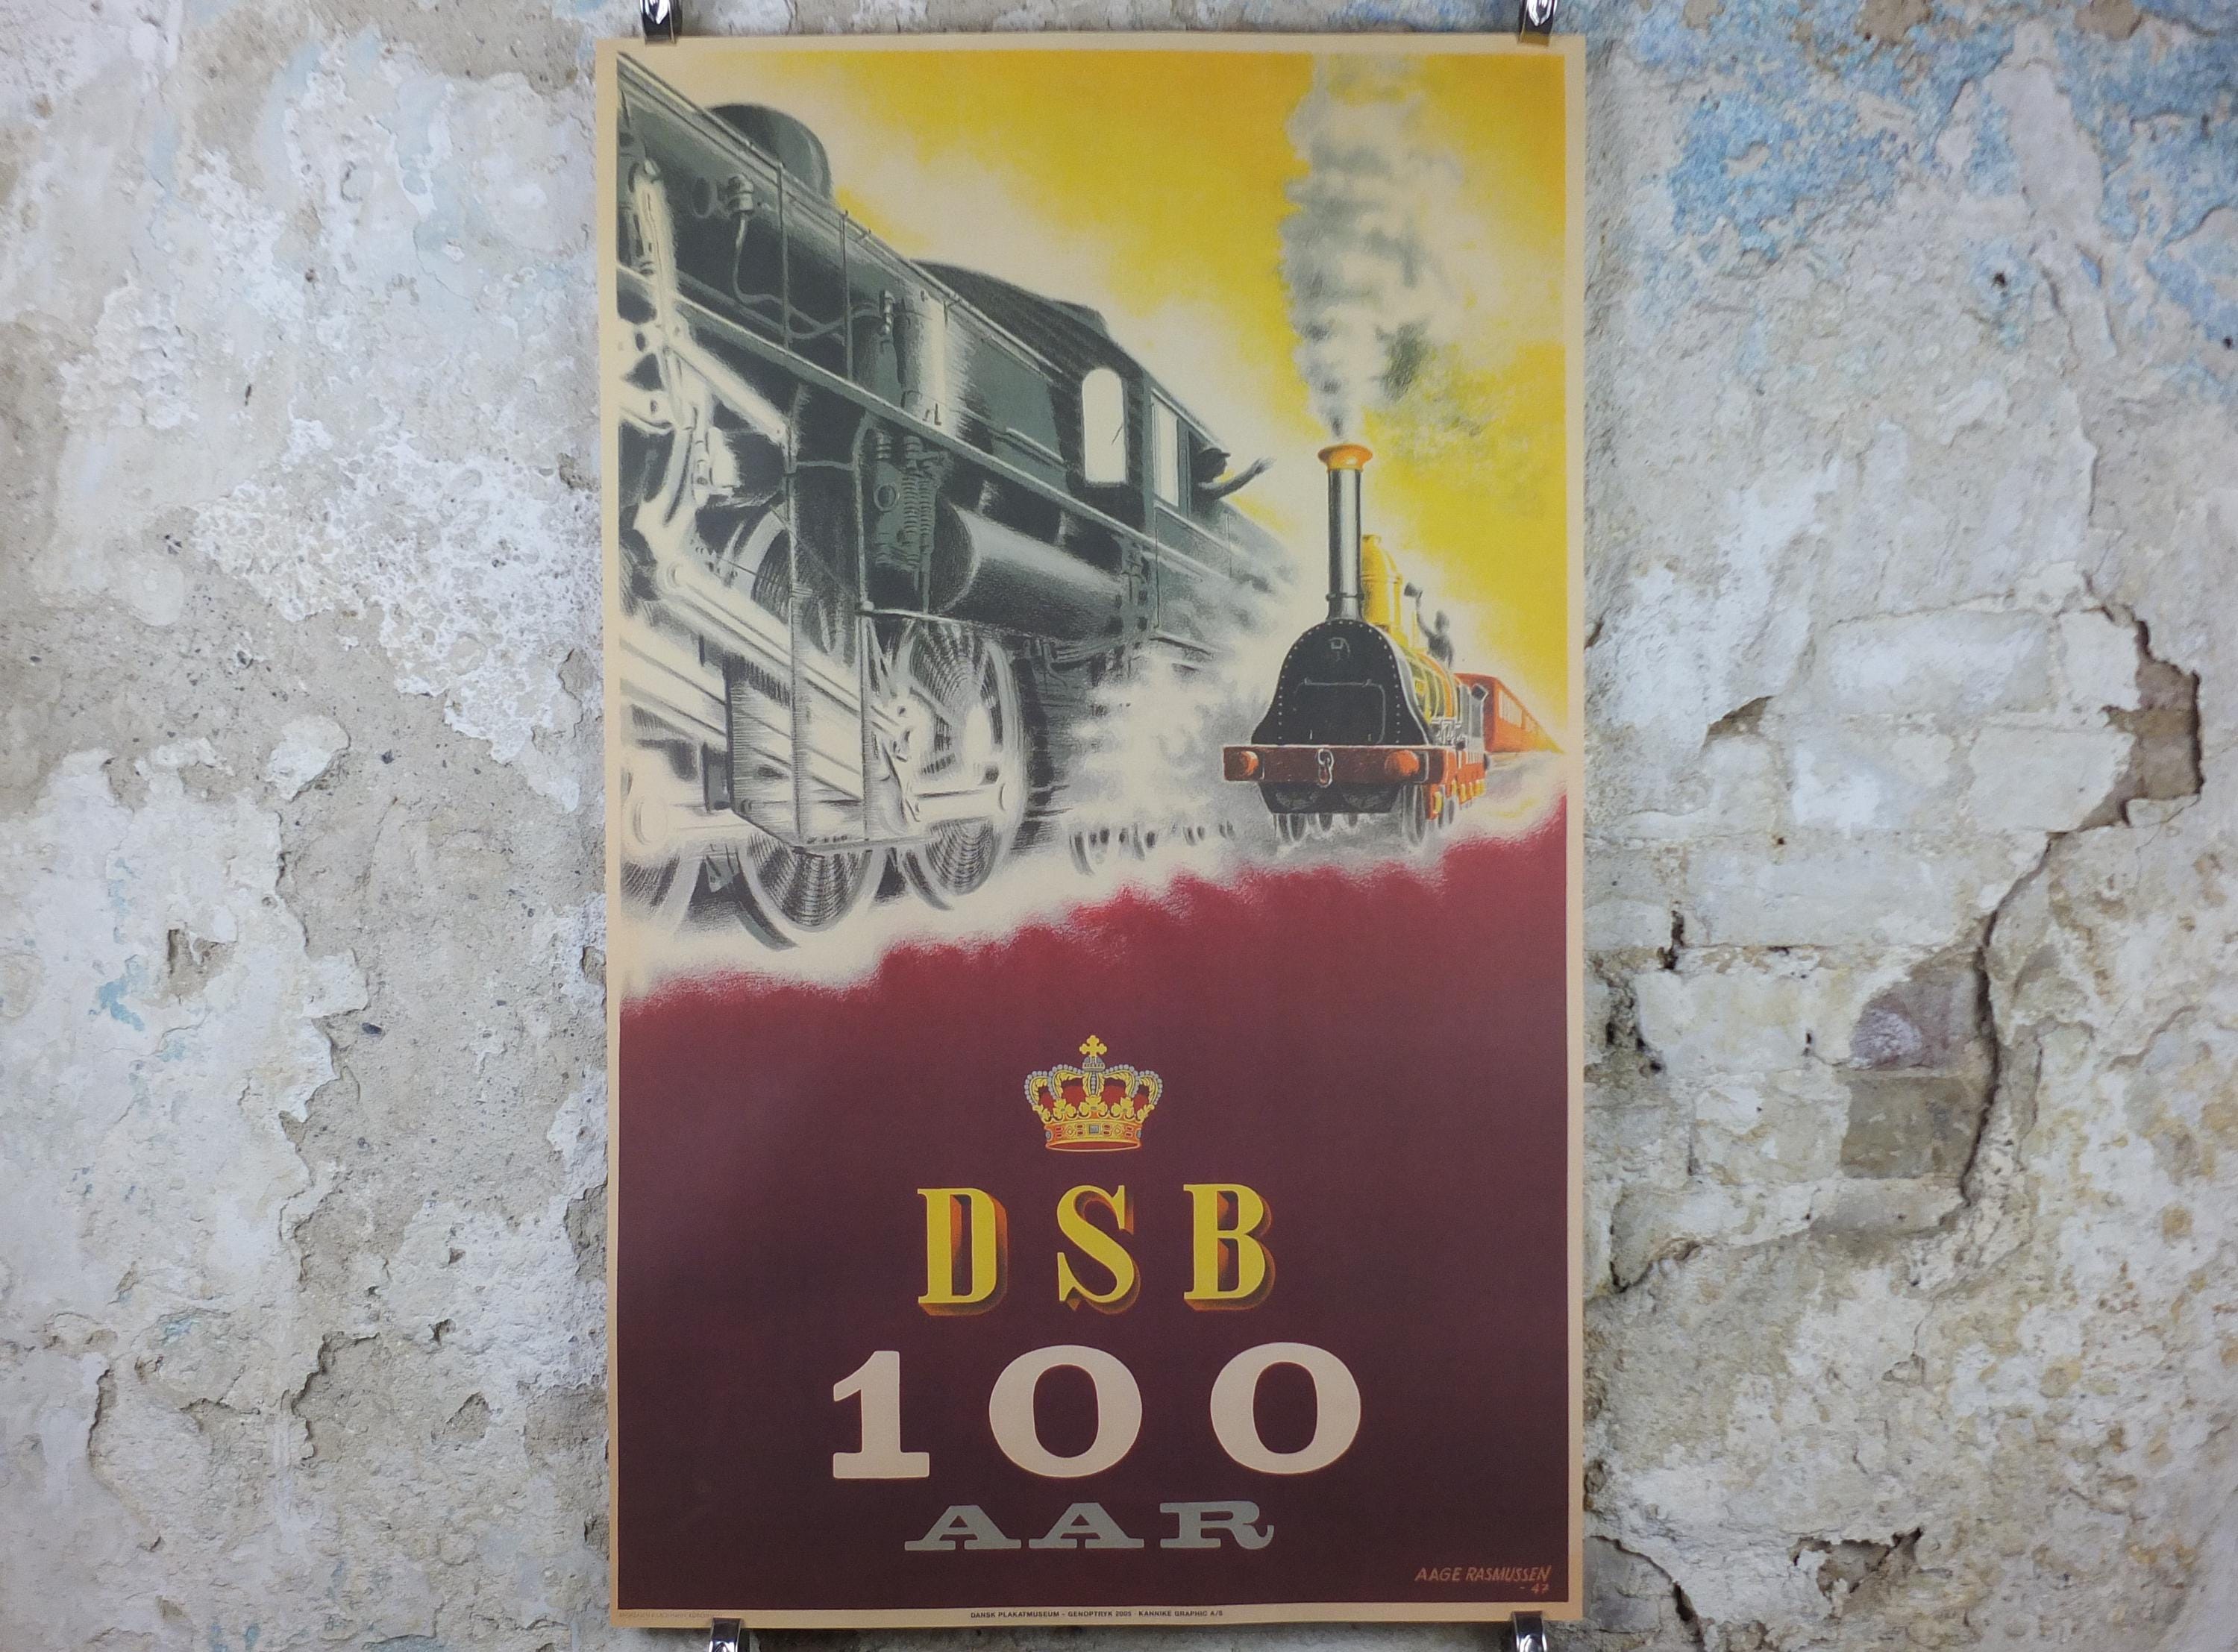 DSB
100
AAR
AAGE RASMUSSEN
- 47
DANSK PLAKATMUSEUM - GENOPTRYK 2005 - KANNIKE GRAPHIC A/S